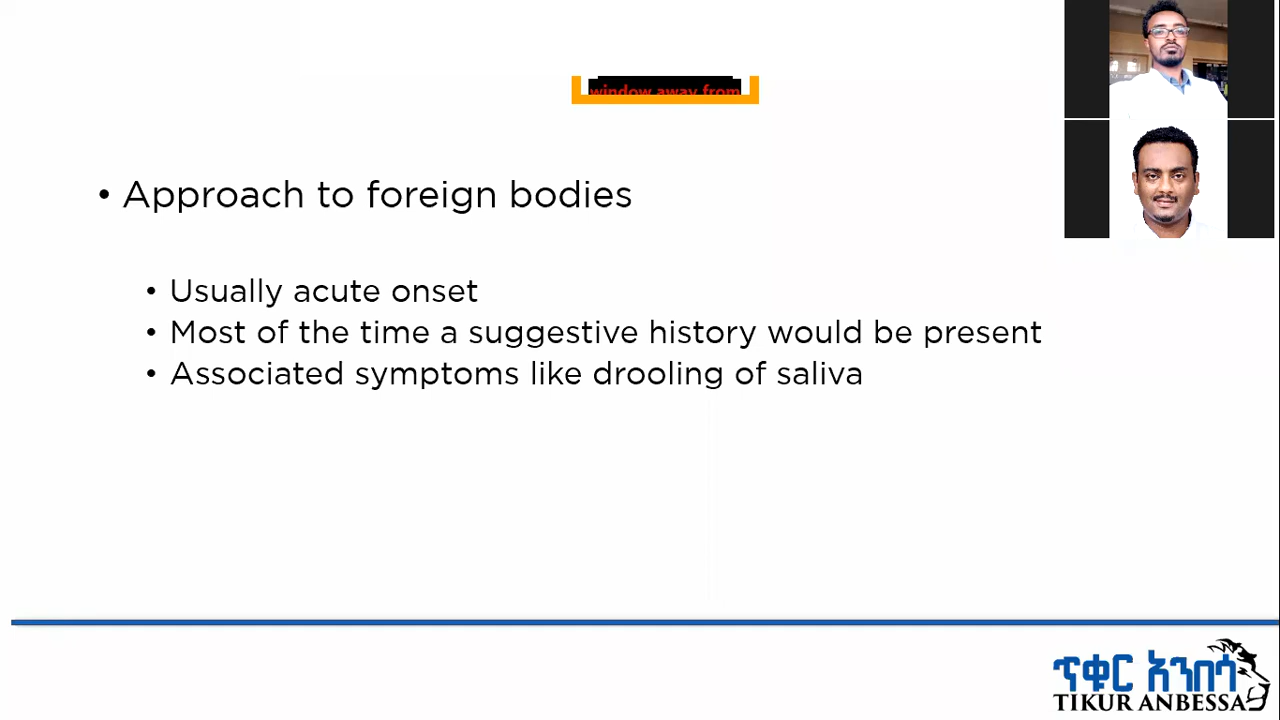 window away from
• Approach to foreign bodies
• Usually acute onset
• Most of the time a suggestive history would be present
• Associated symptoms like drooling of saliva
ጥቁር አንበሳ
TIKUR ANBESSA